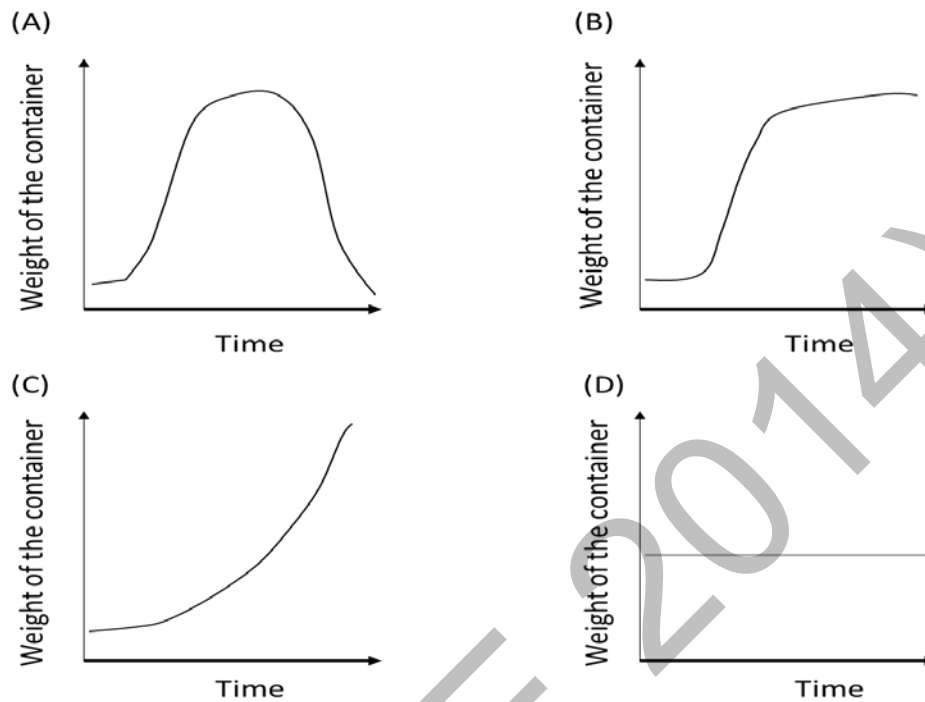 (A)
Weight of the container
Time
(B)
Weight of the container
Time
(C)
Weight of the container
Time
(D)
Weight of the container
Time
2014)